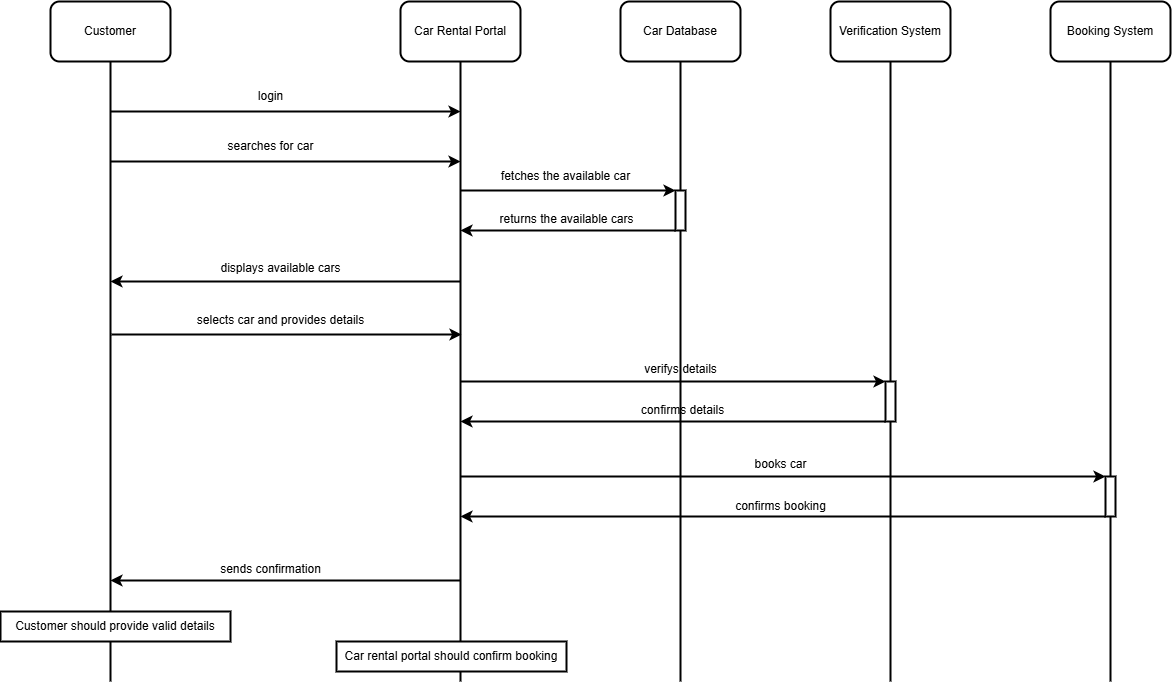 Customer
Car Rental Portal
Car Database
Verification System
Booking System
login
searches for car
fetches the available car
returns the available cars
displays available cars
selects car and provides details
verifys details
confirms details
books car
confirms booking
sends confirmation
Customer should provide valid details
Car rental portal should confirm booking